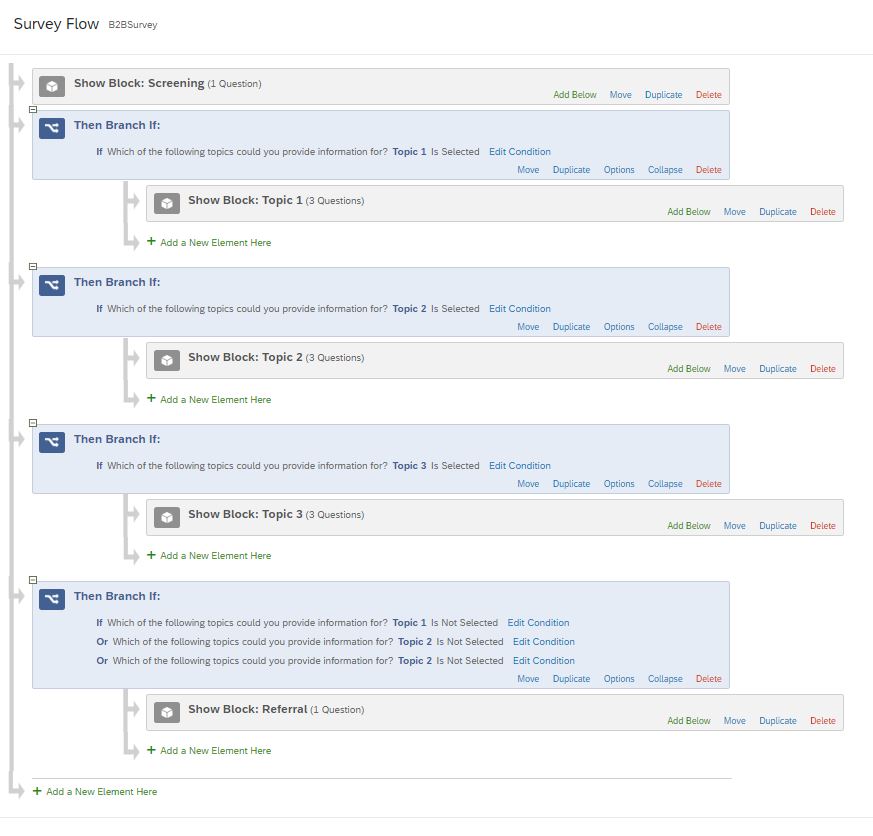 Survey Flow B2BSurvey
Show Block: Screening (1 Question)
Add Below Move Duplicate Delete
Then Branch If:
If Which of the following topics could you provide information for? Topic 1 Is Selected Edit Condition
Move Duplicate Options Collapse Delete
Show Block: Topic 1 (3 Questions)
Add Below Move Duplicate Delete
+ Add a New Element Here
Then Branch If:
If Which of the following topics could you provide information for? Topic 2 Is Selected Edit Condition
Move Duplicate Options Collapse Delete
Show Block: Topic 2 (3 Questions)
Add Below Move Duplicate Delete
+ Add a New Element Here
Then Branch If:
If Which of the following topics could you provide information for? Topic 3 Is Selected Edit Condition
Move Duplicate Options Collapse Delete
Show Block: Topic 3 (3 Questions)
Add Below Move Duplicate Delete
+ Add a New Element Here
Then Branch If:
If Which of the following topics could you provide information for? Topic 1 Is Not Selected Edit Condition
Or Which of the following topics could you provide information for? Topic 2 Is Not Selected Edit Condition
Or Which of the following topics could you provide information for? Topic 2 Is Not Selected Edit Condition
Move Duplicate Options Collapse Delete
Show Block: Referral (1 Question)
Add Below Move Duplicate Delete
+ Add a New Element Here
+ Add a New Element Here